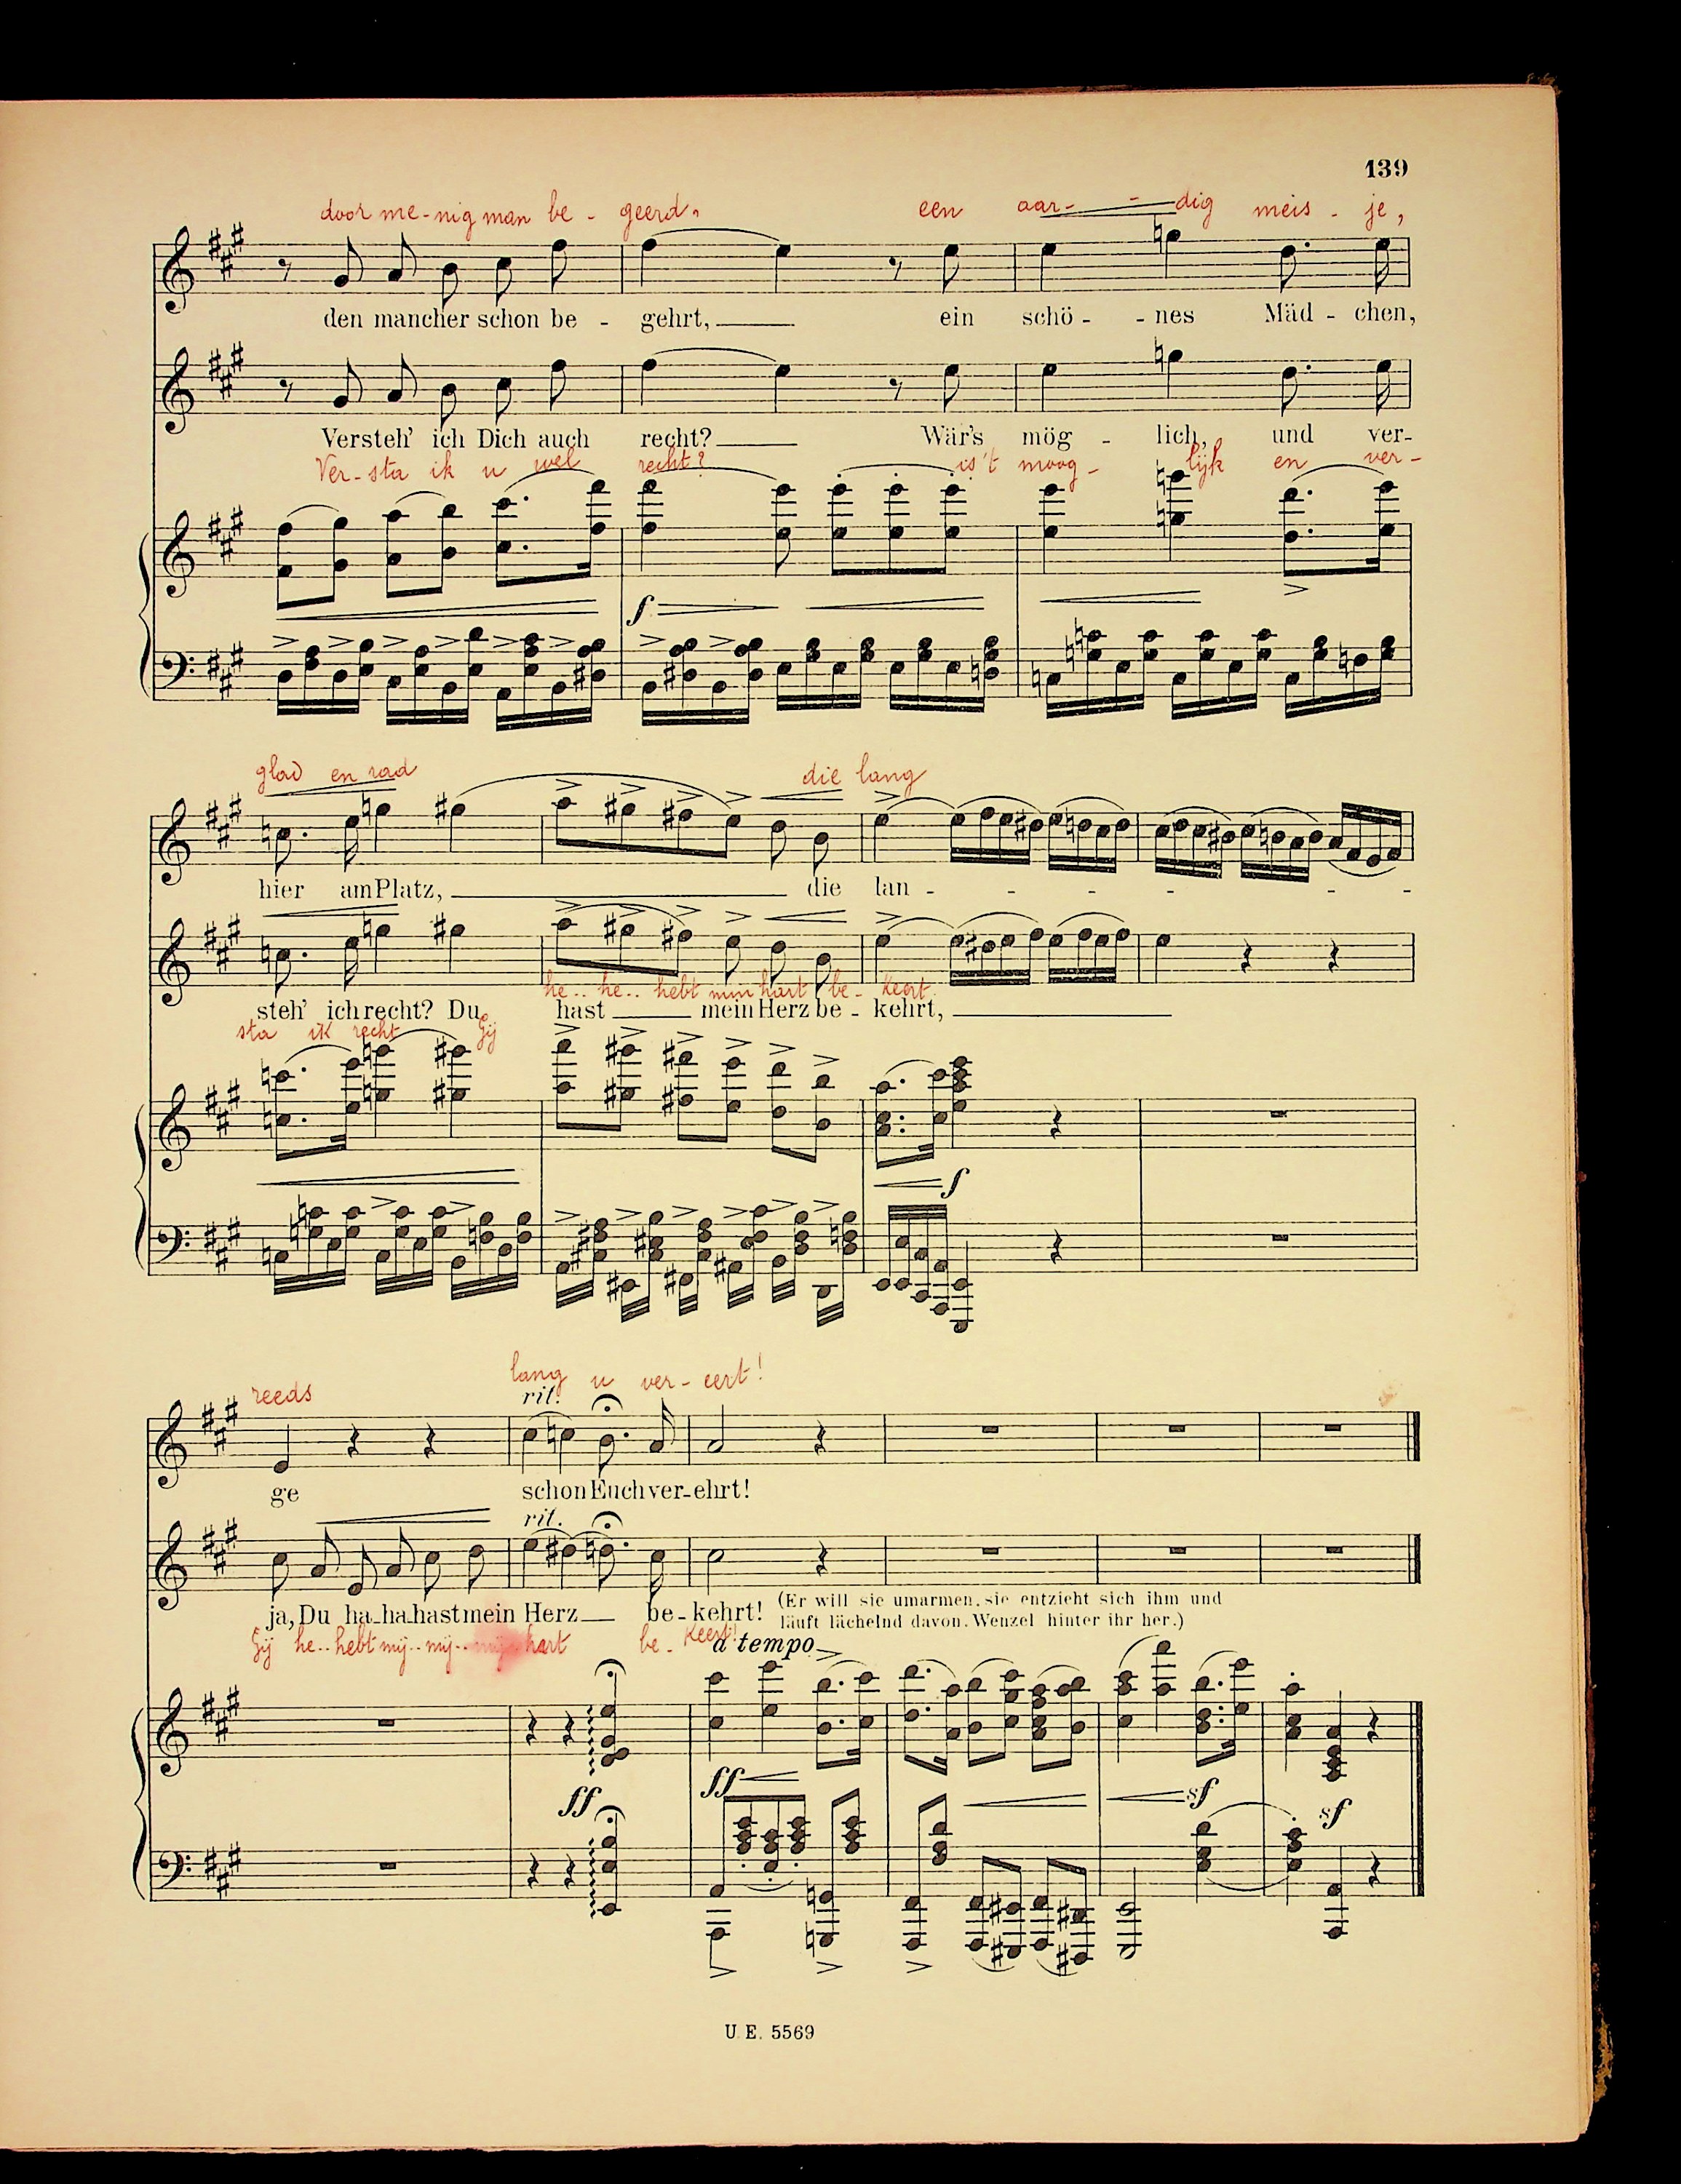 139
door me-nig man be - geerd, een aar- - dig meis - je,
den mancher schon be - gehrt, ein schö - - nes Mäd - chen,
Versteh' ich Dich auch recht? Wär's mög - lich, und ver-
Ver-sta ik u wel recht? is't moog- lijk en ver-
f
glad en rad die lang
hier am Platz, die lan - - - - - - -
he.. he.. hebt mijn hart be- keert
steh' ich recht? Du hast mein Herz be - kehrt,
sta ik recht Gij
f
reeds lang u ver- eert!
rit.
ge schon Euch ver-ehrt!
rit.
ja, Du ha-ha-hast mein Herz be-kehrt! (Er will sie umarmen, sie entzieht sich ihm und
läuft lächelnd davon. Wenzel hinter ihr her.)
Gij he.. hebt mij.. mij.. mijn hart be- keert!
a tempo
ff ff sf sf
U. E. 5569